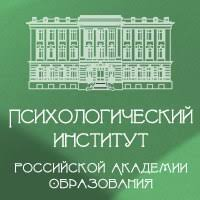 ПСИХОЛОГИЧЕСКИЙ
ИНСТИТУТ
РОССИЙСКОЙ АКАДЕМИИ
ОБРАЗОВАНИЯ